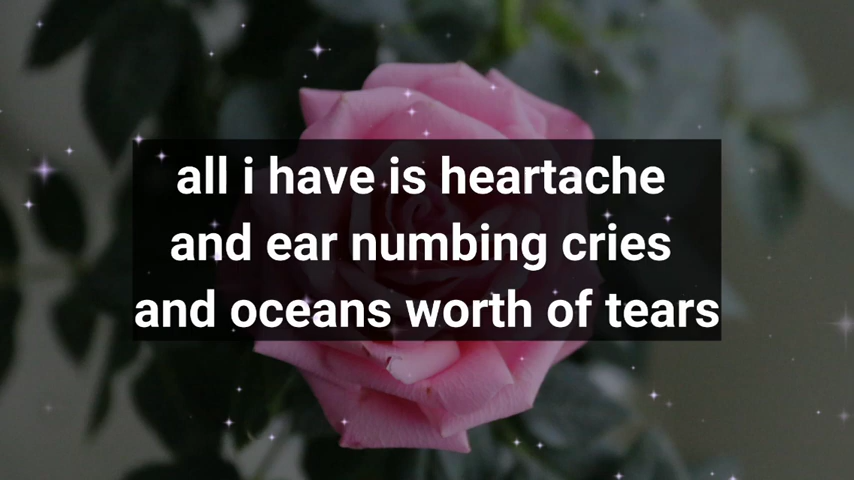 all i have is heartache
and ear numbing cries
and oceans worth of tears